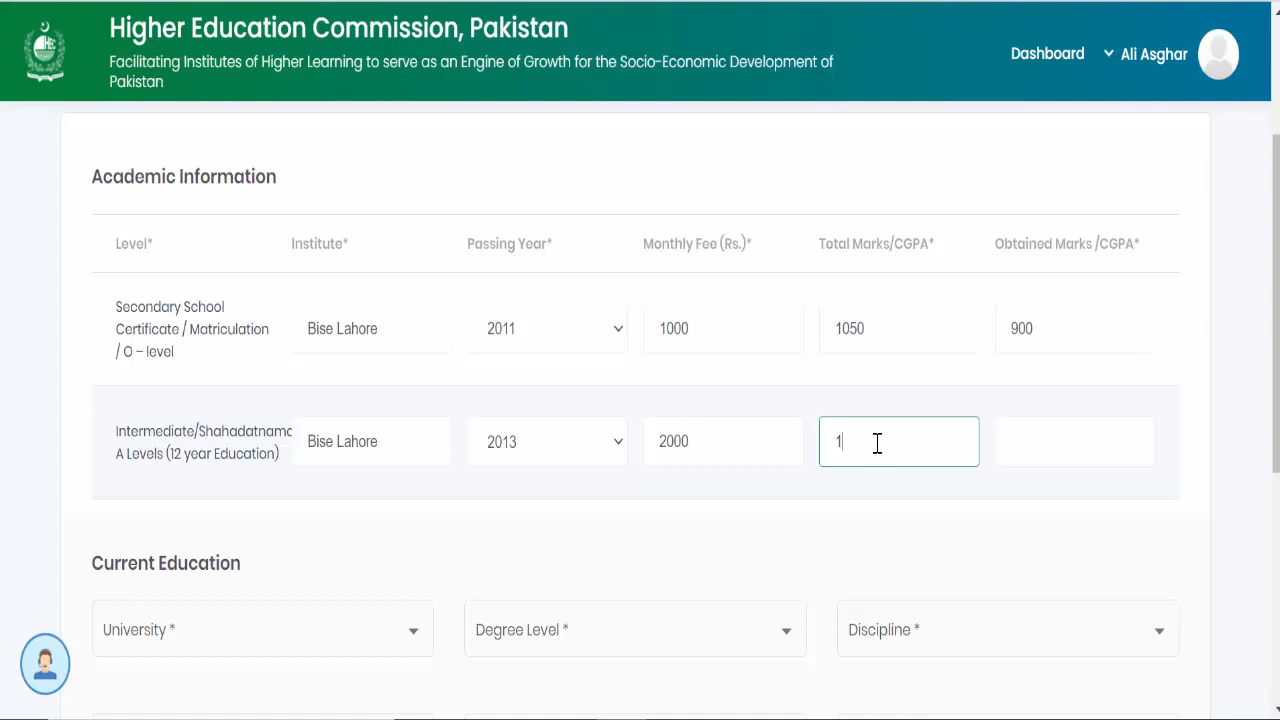 Higher Education Commission, Pakistan
Facilitating Institutes of Higher Learning to serve as an Engine of Growth for the Socio-Economic Development of
Pakistan
Dashboard
Ali Asghar
HEC
Academic Information
Level* Institute* Passing Year* Monthly Fee (Rs.)* Total Marks/CGPA* Obtained Marks /CGPA*
Secondary School
Certificate / Matriculation
/ O – level
Bise Lahore 2011 1000 1050 900
Intermediate/Shahadatnama
A Levels (12 year Education)
Bise Lahore 2013 2000 1
Current Education
University * Degree Level * Discipline *